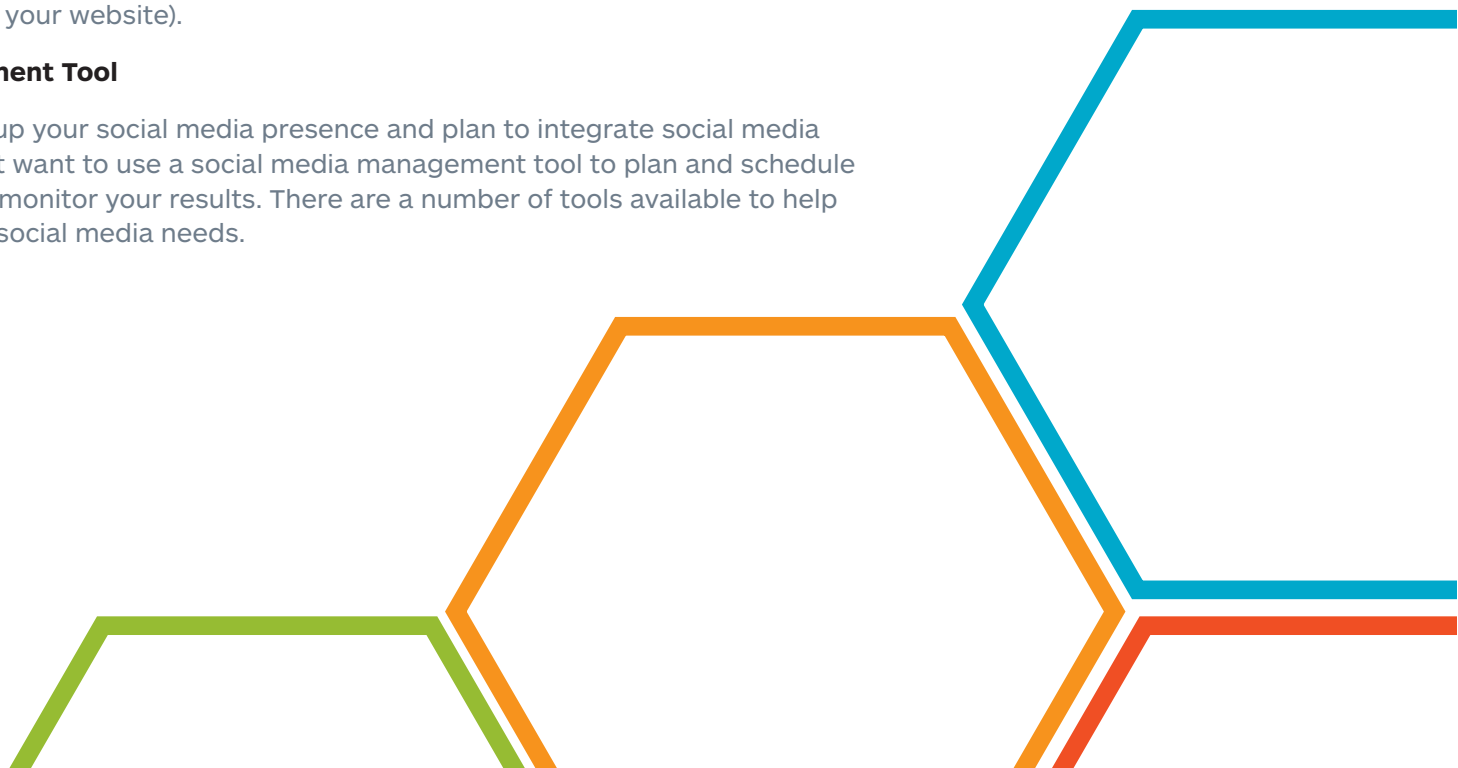 your website).
ment Tool
up your social media presence and plan to integrate social media
t want to use a social media management tool to plan and schedule
monitor your results. There are a number of tools available to help
social media needs.